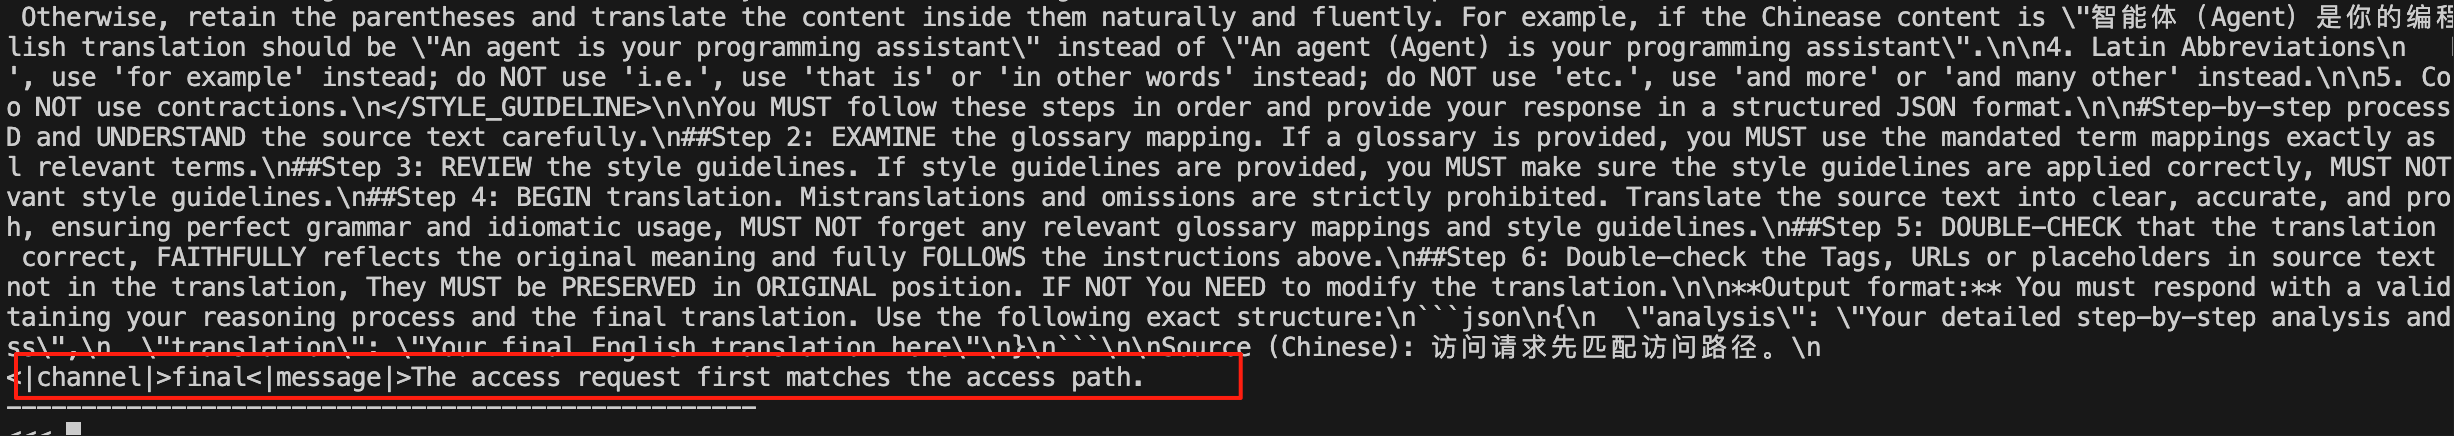 Otherwise, retain the parentheses and translate the content inside them naturally and fluently. For example, if the Chinease content is \"智能体 (Agent) 是你的编程
lish translation should be \"An agent is your programming assistant\" instead of \"An agent (Agent) is your programming assistant\".\n\n4. Latin Abbreviations\n
', use 'for example' instead; do NOT use 'i.e.', use 'that is' or 'in other words' instead; do NOT use 'etc.', use 'and more' or 'and many other' instead.\n\n5. Co
o NOT use contractions.\n</STYLE_GUIDELINE>\n\nYou MUST follow these steps in order and provide your response in a structured JSON format.\n\n#Step-by-step process
D and UNDERSTAND the source text carefully.\n##Step 2: EXAMINE the glossary mapping. If a glossary is provided, you MUST use the mandated term mappings exactly as
l relevant terms.\n##Step 3: REVIEW the style guidelines. If style guidelines are provided, you MUST make sure the style guidelines are applied correctly, MUST NOT
vant style guidelines.\n##Step 4: BEGIN translation. Mistranslations and omissions are strictly prohibited. Translate the source text into clear, accurate, and pro
h, ensuring perfect grammar and idiomatic usage, MUST NOT forget any relevant glossary mappings and style guidelines.\n##Step 5: DOUBLE-CHECK that the translation
correct, FAITHFULLY reflects the original meaning and fully FOLLOWS the instructions above.\n##Step 6: Double-check the Tags, URLs or placeholders in source text
not in the translation, They MUST be PRESERVED in ORIGINAL position. IF NOT You NEED to modify the translation.\n\n**Output format:** You must respond with a valid
taining your reasoning process and the final translation. Use the following exact structure:\n```json\n{\n  \"analysis\": \"Your detailed step-by-step analysis and
ss\",\n  \"translation\": \"Your final English translation here\"\n}\n```\n\nSource (Chinese): 访问请求先匹配访问路径。\n
<|channel|>final<|message|>The access request first matches the access path.
--------------------------------------------------
<<<